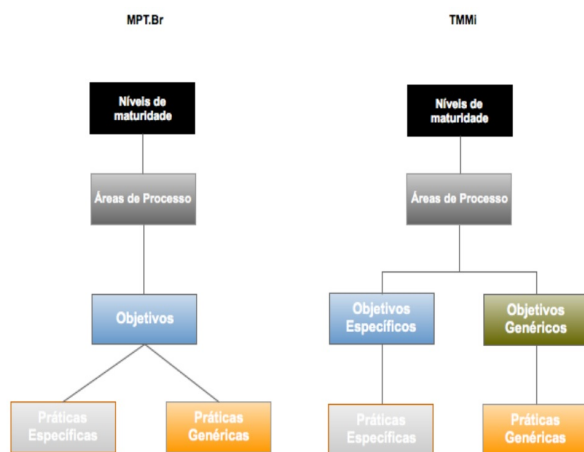 MPT.Br
Níveis de
maturidade
Áreas de Processo
Objetivos
Práticas
Específicas
Práticas
Genéricas
TMMi
Níveis de
maturidade
Áreas de Processo
Objetivos
Específicos
Objetivos
Genéricos
Práticas
Específicas
Práticas
Genéricas